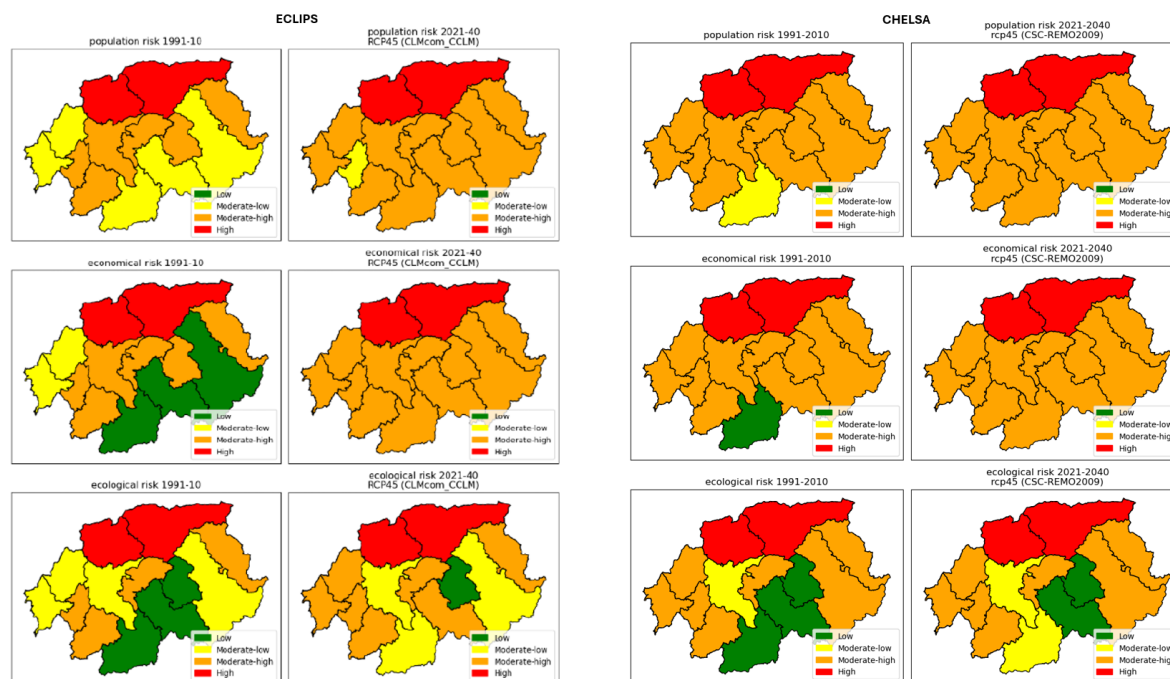 ECLIPS
CHELSA
population risk 1991-10
population risk 2021-40
RCP45 (CLMcom_CCLM)
population risk 1991-2010
population risk 2021-2040
rcp45 (CSC-REMO2009)
Low
Moderate-low
Moderate-high
High
Low
Moderate-low
Moderate-high
High
Low
Moderate-low
Moderate-high
High
Low
Moderate-low
Moderate-high
High
economical risk 1991-10
economical risk 2021-40
RCP45 (CLMcom_CCLM)
economical risk 1991-2010
economical risk 2021-2040
rcp45 (CSC-REMO2009)
Low
Moderate-low
Moderate-high
High
Low
Moderate-low
Moderate-high
High
Low
Moderate-low
Moderate-high
High
Low
Moderate-low
Moderate-high
High
ecological risk 1991-10
ecological risk 2021-40
RCP45 (CLMcom_CCLM)
ecological risk 1991-2010
ecological risk 2021-2040
rcp45 (CSC-REMO2009)
Low
Moderate-low
Moderate-high
High
Low
Moderate-low
Moderate-high
High
Low
Moderate-low
Moderate-high
High
Low
Moderate-low
Moderate-high
High